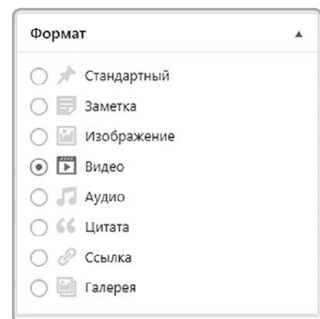 Формат
Стандартный
Заметка
Изображение
Видео
Аудио
Цитата
Ссылка
Галерея